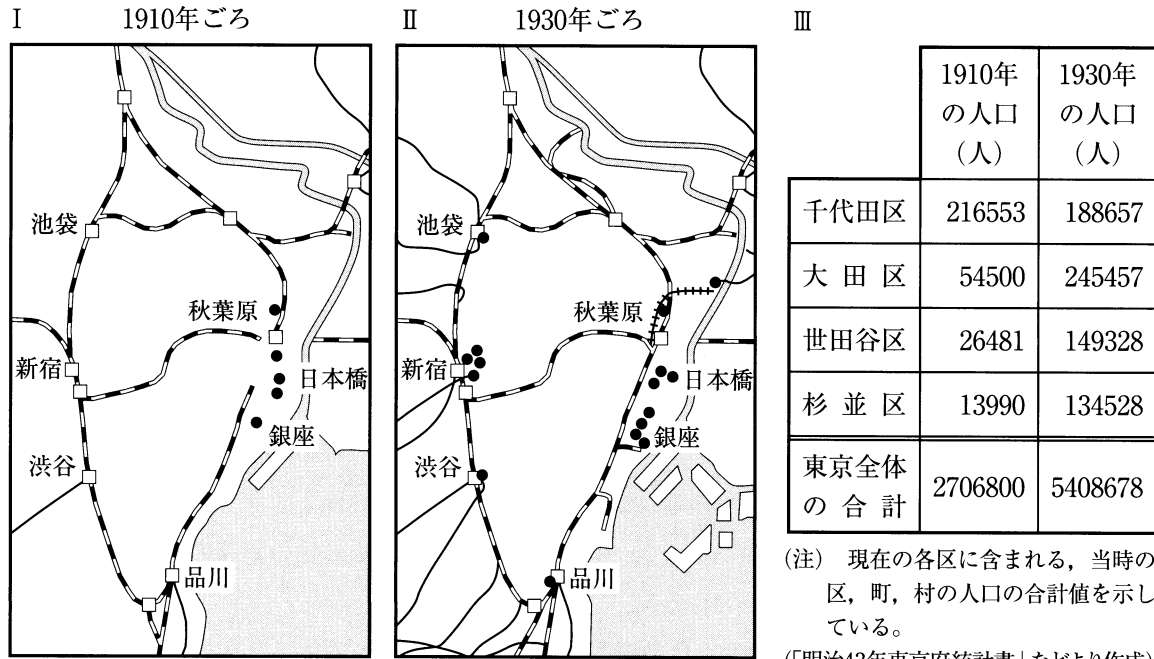 Ⅰ 1910年ごろ
池袋
秋葉原
新宿
日本橋
銀座
渋谷
品川
Ⅱ 1930年ごろ
池袋
秋葉原
新宿
日本橋
銀座
渋谷
品川
Ⅲ
1910年の人口(人) 1930年の人口(人)
千代田区 216553 188657
大田区 54500 245457
世田谷区 26481 149328
杉並区 13990 134528
東京全体の合計 2706800 5408678
(注) 現在の各区に含まれる,当時の
区,町,村の人口の合計値を示し
ている。
(「明治43年東京府統計書」などより作成)